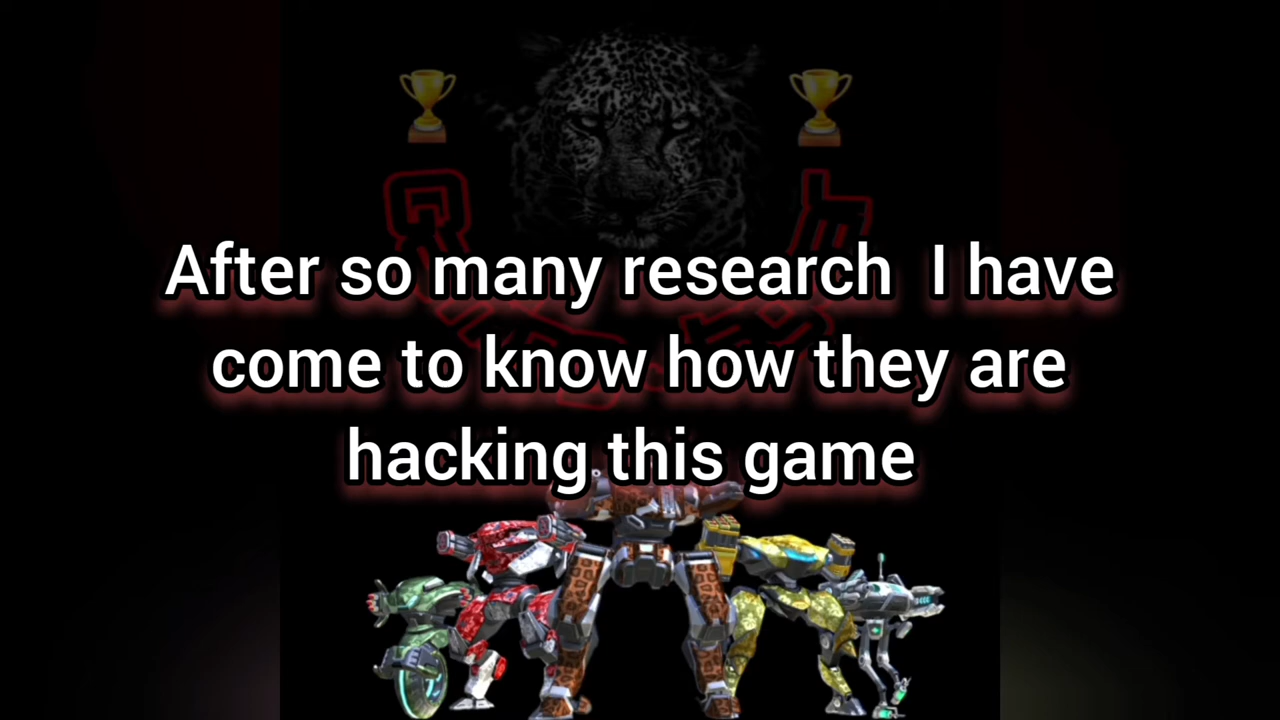 After so many research I have
come to know how they are
hacking this game